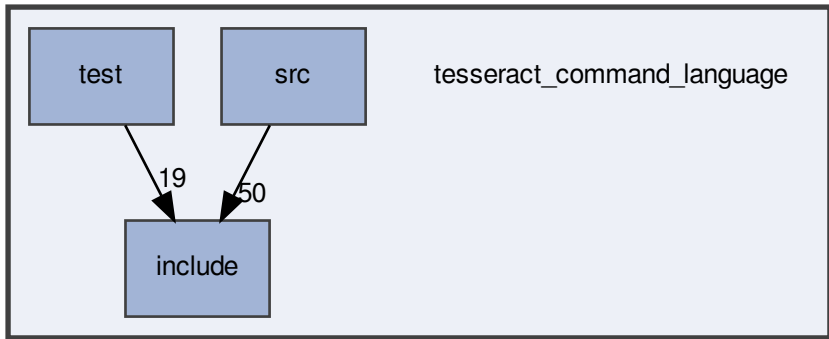 test
src
tesseract_command_language
19
50
include